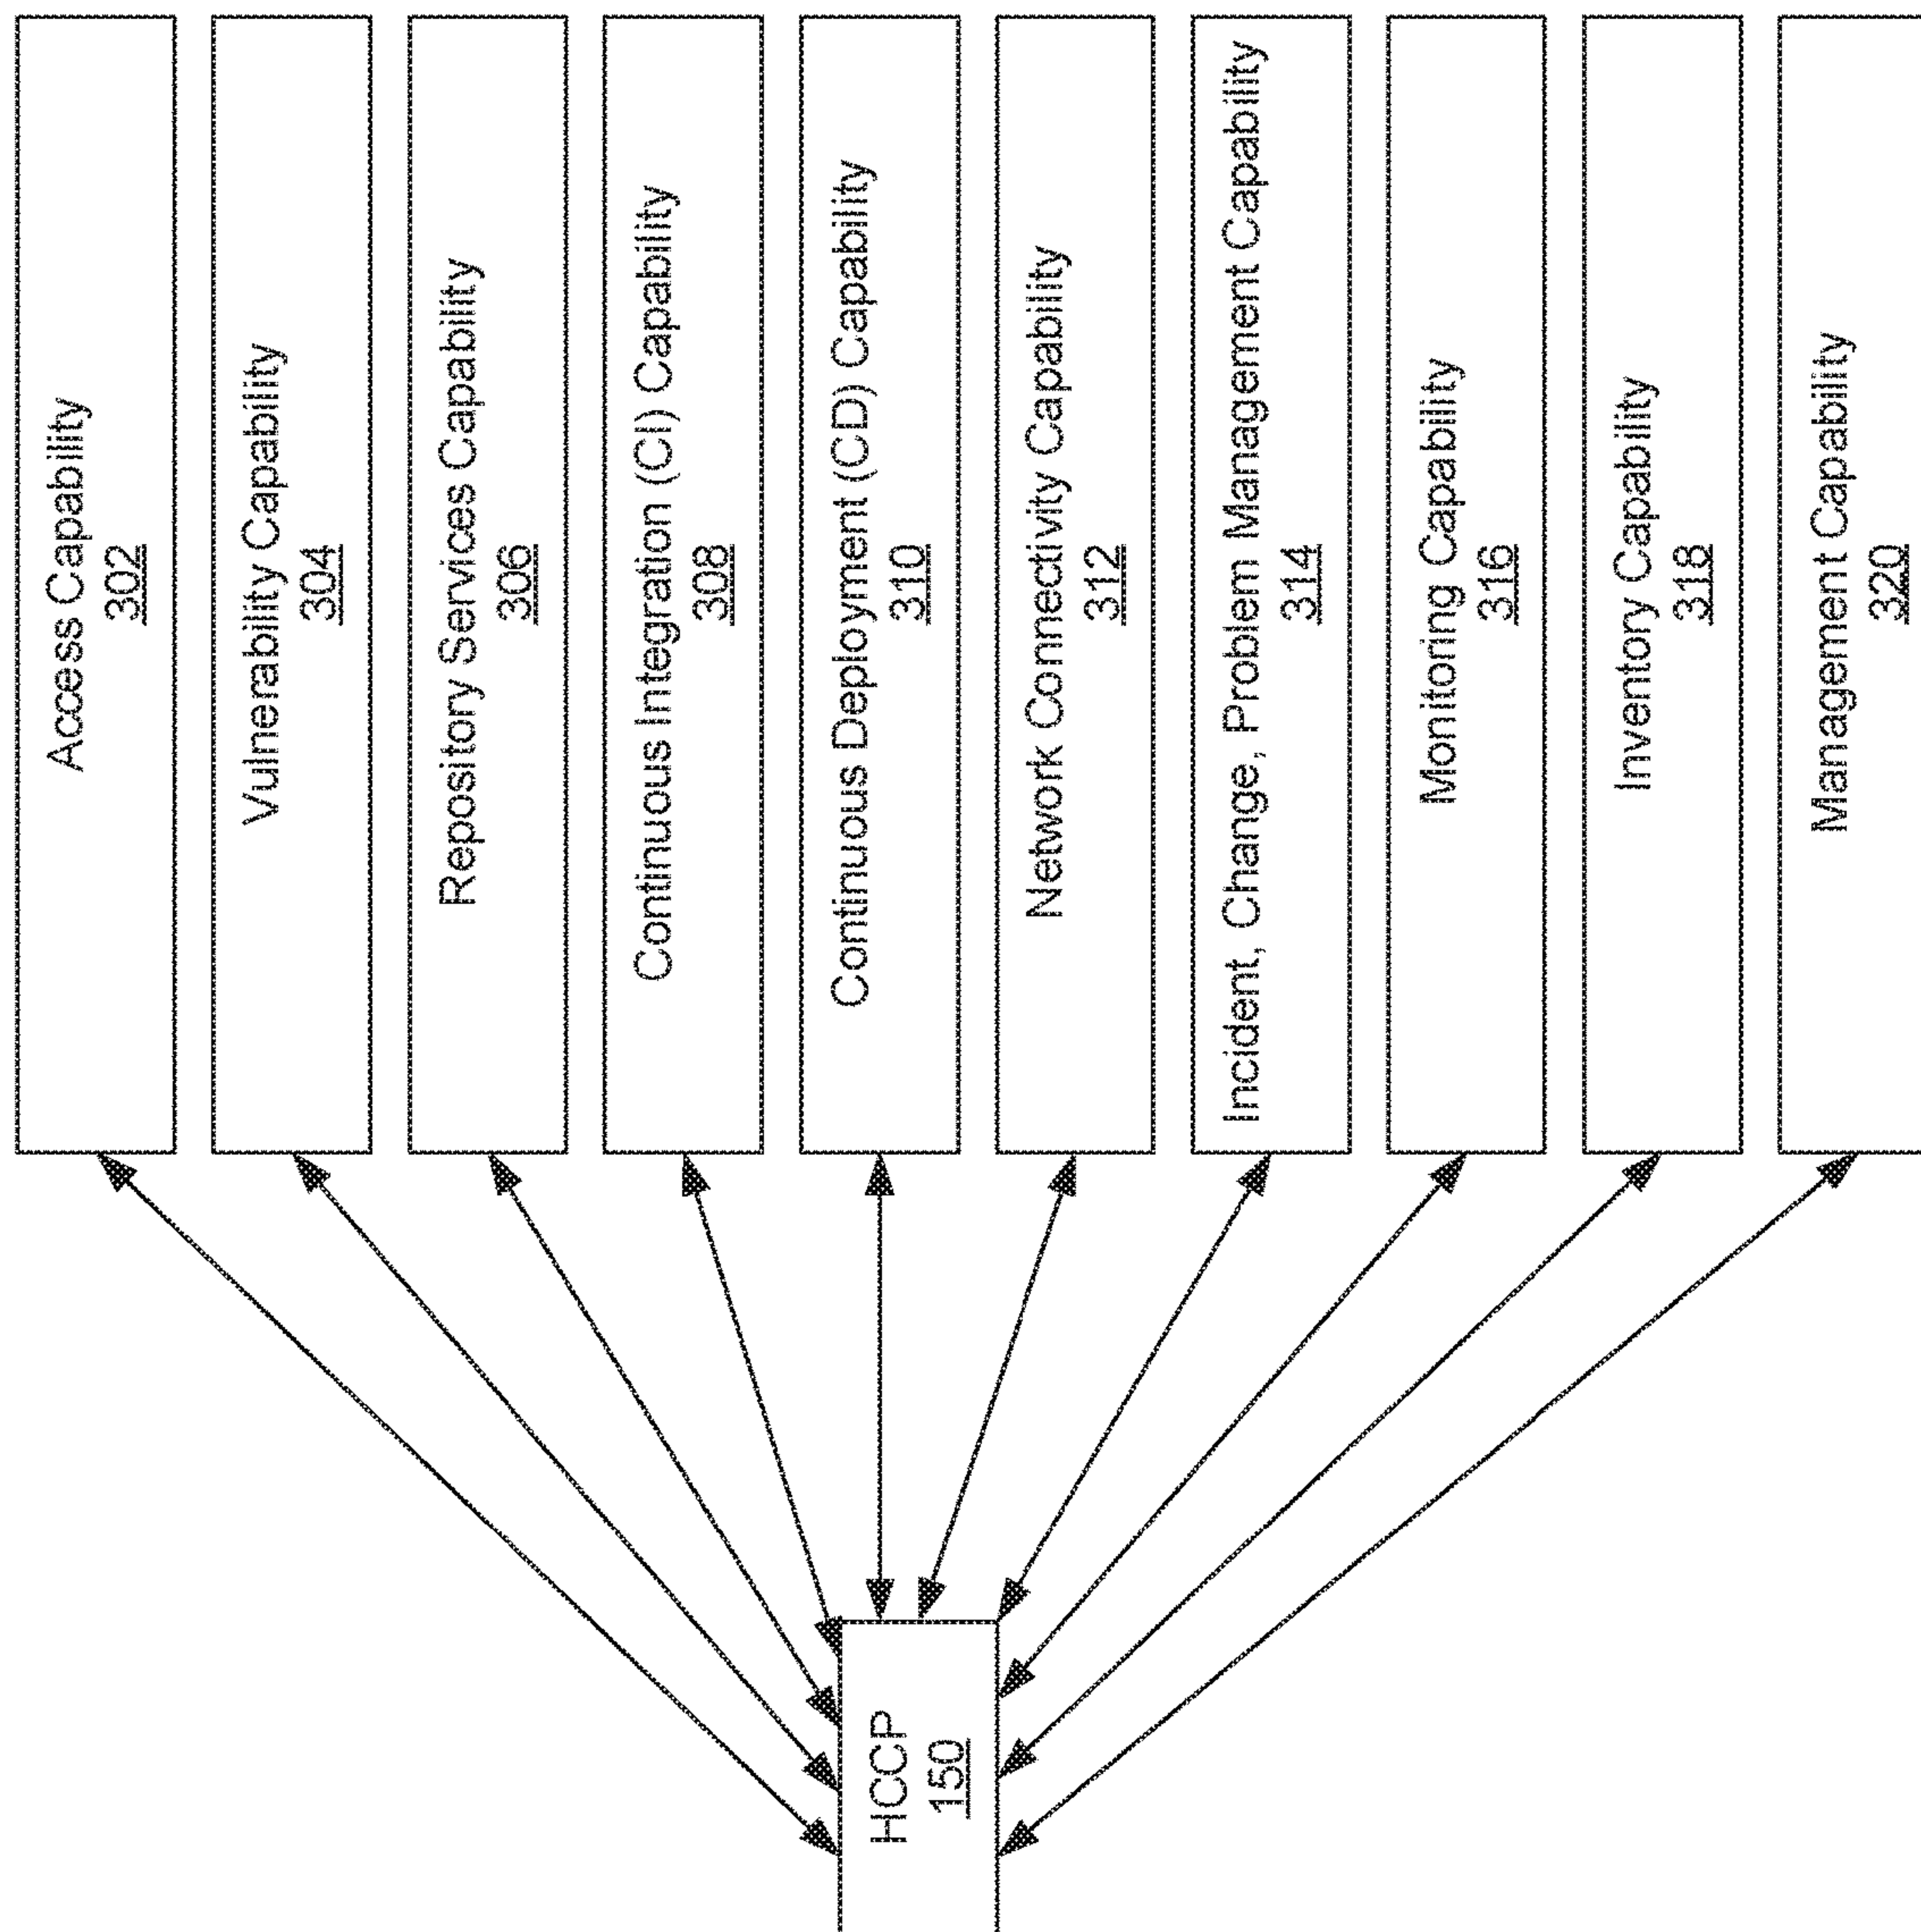 Access Capability
302
Vulnerability Capability
304
Repository Services Capability
306
Continuous Integration (CI) Capability
308
Continuous Deployment (CD) Capability
310
Network Connectivity Capability
312
Incident, Change, Problem Management Capability
314
Monitoring Capability
316
Inventory Capability
318
Management Capability
320
HCCP
150